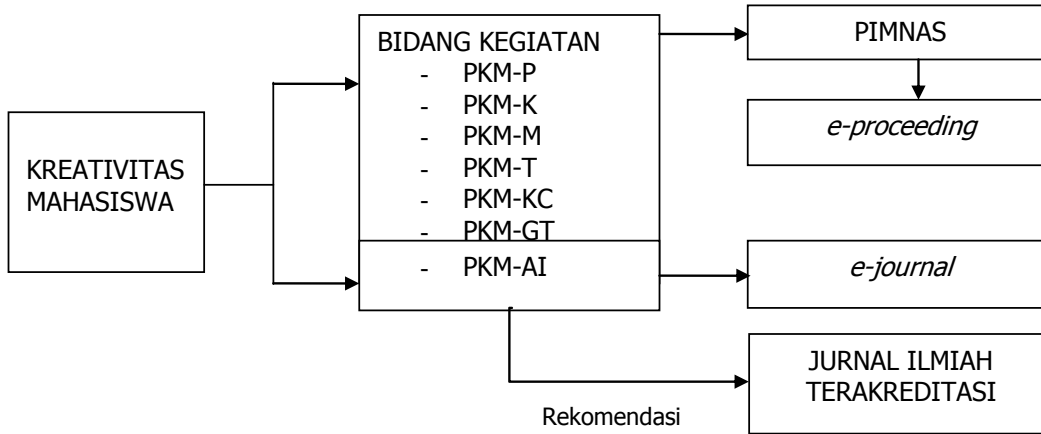 KREATIVITAS
MAHASISWA
BIDANG KEGIATAN
- PKM-P
- PKM-K
- PKM-M
- PKM-T
- PKM-KC
- PKM-GT
- PKM-AI
PIMNAS
e-proceeding
e-journal
JURNAL ILMIAH
TERAKREDITASI
Rekomendasi